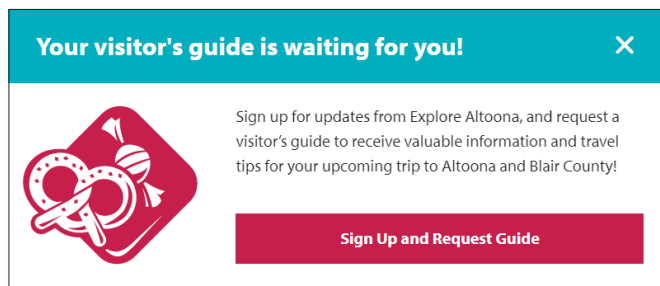 Your visitor's guide is waiting for you!
Sign up for updates from Explore Altoona, and request a
visitor’s guide to receive valuable information and travel
tips for your upcoming trip to Altoona and Blair County!
Sign Up and Request Guide